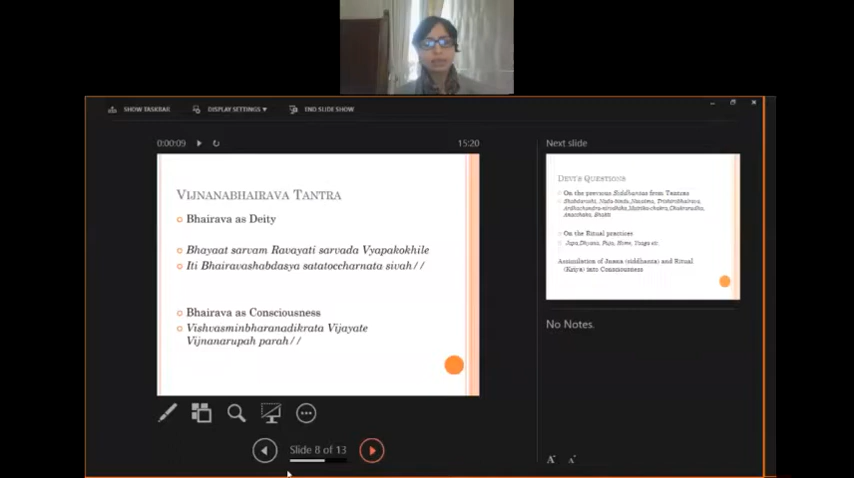 SHOW TASKBAR
DISPLAY SETTINGS ▾
END SLIDE SHOW
0:00:09
15:20
VIJNANABHAIRAVA TANTRA
Bhairava as Deity
Bhayaat sarvam Ravayati sarvada Vyapakokhile
Iti Bhairavashabdasya satatoccharnata sivah//
Bhairava as Consciousness
Vishvasminbharanadikrata Vijayate
Vijnanarupah parah//
Slide 8 of 13
Next slide
DEVI'S QUESTIONS
On the previous Siddhantas from Tantras
On the Ritual practices
Japa, Dhyana, Puja, Home, Yaaga etc.
Assimilation of Jnana (siddhanta) and Ritual
(Kriya) into Consciousness
No Notes.
A A